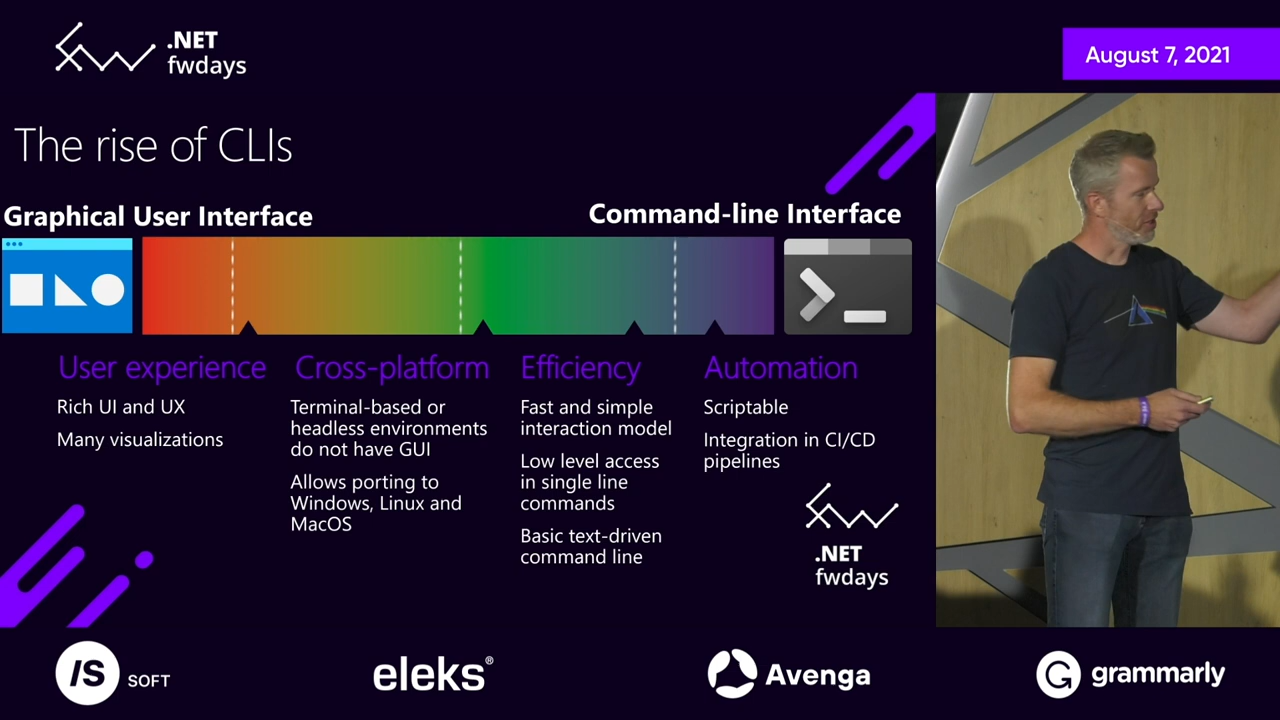 .NET
fwdays
August 7, 2021
The rise of CLIs
Graphical User Interface
Command-line Interface
User experience
Rich UI and UX
Many visualizations
Cross-platform
Terminal-based or
headless environments
do not have GUI
Allows porting to
Windows, Linux and
MacOS
Efficiency
Fast and simple
interaction model
Low level access
in single line
commands
Basic text-driven
command line
Automation
Scriptable
Integration in CI/CD
pipelines
.NET
fwdays
IS SOFT
eleks®
Avenga
grammarly